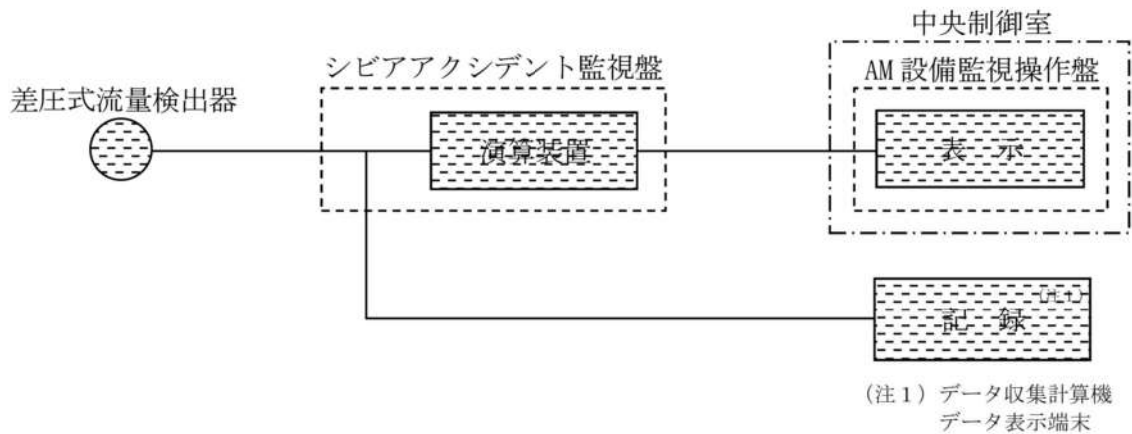 中央制御室
シビアアクシデント監視盤
AM 設備監視操作盤
差圧式流量検出器
演算装置
表　示
(注1)
記　録
(注１) データ収集計算機
データ表示端末